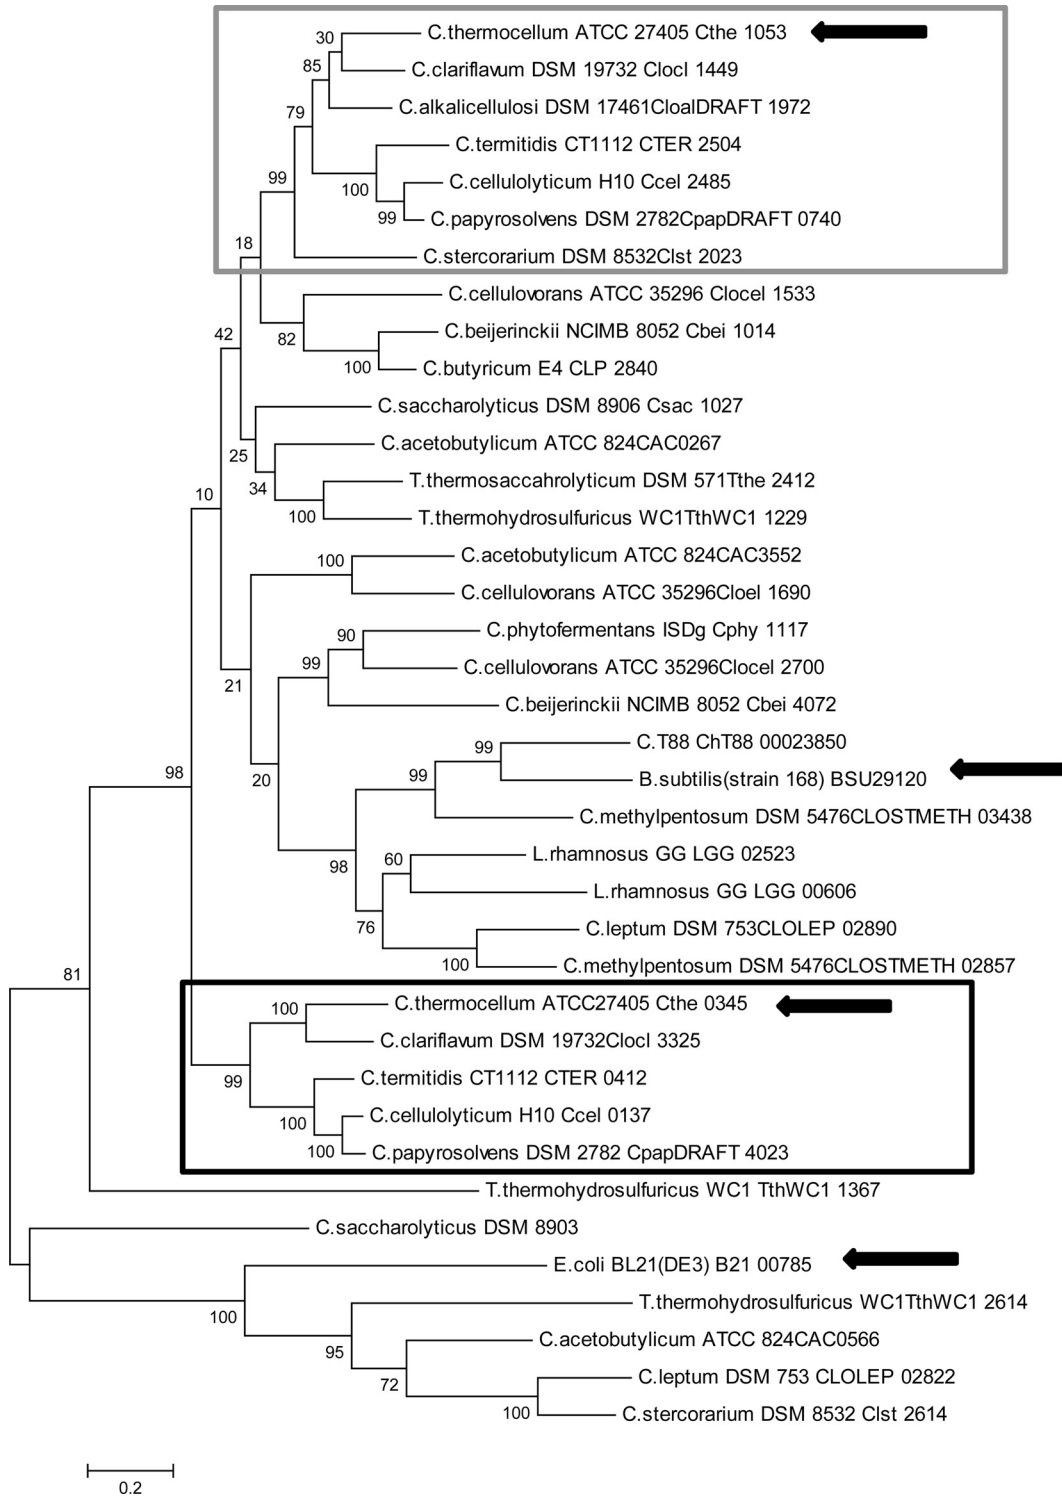 30
C.thermocellum ATCC 27405 Cthe 1053
85
C.clariflavum DSM 19732 Clocl 1449
79
C.alkalicellulosi DSM 17461CloalDRAFT 1972
C.termitidis CT1112 CTER 2504
99
100
C.cellulolyticum H10 Ccel 2485
99
C.papyrosolvens DSM 2782CpapDRAFT 0740
18
C.stercorarium DSM 8532Clst 2023
C.cellulovorans ATCC 35296 Clocel 1533
42
82
C.beijerinckii NCIMB 8052 Cbei 1014
100
C.butyricum E4 CLP 2840
C.saccharolyticus DSM 8906 Csac 1027
25
C.acetobutylicum ATCC 824CAC0267
34
T.thermosaccahrolyticum DSM 571Tthe 2412
10
100
T.thermohydrosulfuricus WC1TthWC1 1229
100
C.acetobutylicum ATCC 824CAC3552
C.cellulovorans ATCC 35296Cloel 1690
90
C.phytofermentans ISDg Cphy 1117
99
C.cellulovorans ATCC 35296Clocel 2700
21
C.beijerinckii NCIMB 8052 Cbei 4072
99
C.T88 ChT88 00023850
98
20
99
B.subtilis(strain 168) BSU29120
C.methylpentosum DSM 5476CLOSTMETH 03438
98
60
L.rhamnosus GG LGG 02523
L.rhamnosus GG LGG 00606
76
C.leptum DSM 753CLOLEP 02890
81
100
C.methylpentosum DSM 5476CLOSTMETH 02857
100
C.thermocellum ATCC27405 Cthe 0345
C.clariflavum DSM 19732Clocl 3325
99
C.termitidis CT1112 CTER 0412
100
C.cellulolyticum H10 Ccel 0137
100
C.papyrosolvens DSM 2782 CpapDRAFT 4023
T.thermohydrosulfuricus WC1 TthWC1 1367
C.saccharolyticus DSM 8903
E.coli BL21(DE3) B21 00785
100
T.thermohydrosulfuricus WC1TthWC1 2614
95
C.acetobutylicum ATCC 824CAC0566
72
C.leptum DSM 753 CLOLEP 02822
100
C.stercorarium DSM 8532 Clst 2614
0.2